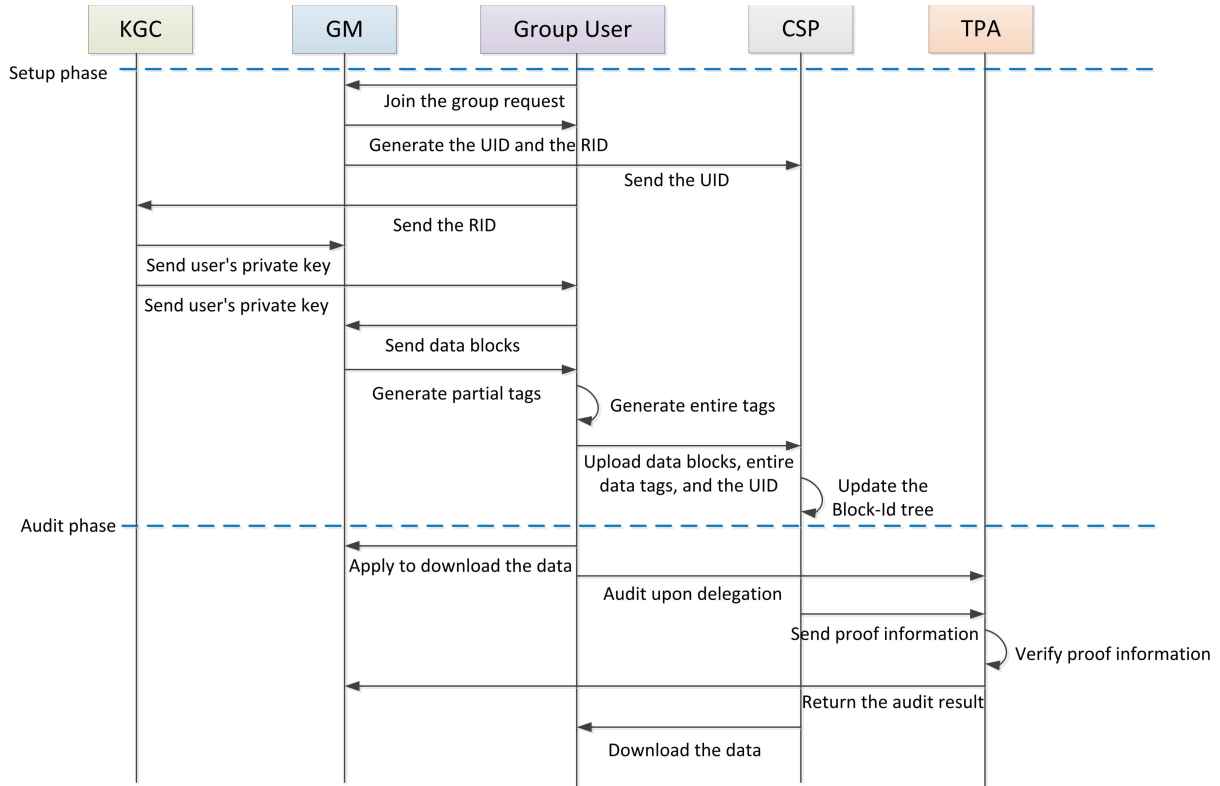 KGC
GM
Group User
CSP
TPA
Setup phase
Join the group request
Generate the UID and the RID
Send the UID
Send the RID
Send user's private key
Send user's private key
Send data blocks
Generate partial tags
Generate entire tags
Upload data blocks, entire
data tags, and the UID
Update the
Block-Id tree
Audit phase
Apply to download the data
Audit upon delegation
Send proof information
Verify proof information
Return the audit result
Download the data